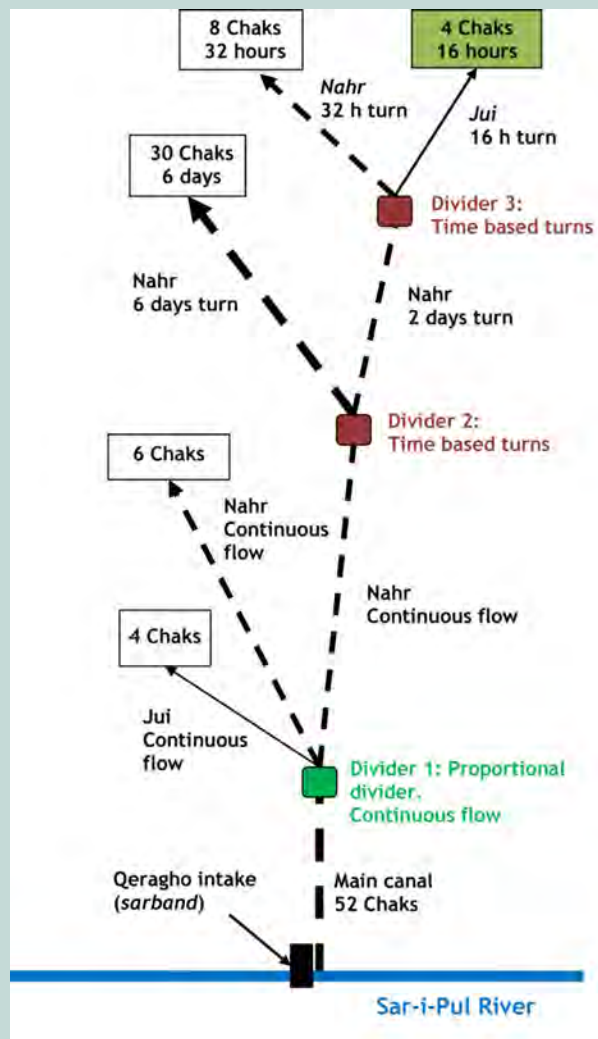 8 Chaks
32 hours
4 Chaks
16 hours
Nahr
32 h turn
Jui
16 h turn
30 Chaks
6 days
Divider 3:
Time based turns
Nahr
6 days turn
Nahr
2 days turn
Divider 2:
Time based turns
6 Chaks
Nahr
Continuous
flow
Nahr
Continuous flow
4 Chaks
Jui
Continuous
flow
Divider 1: Proportional
divider.
Continuous flow
Qeragho intake
(sarband)
Main canal
52 Chaks
Sar-i-Pul River